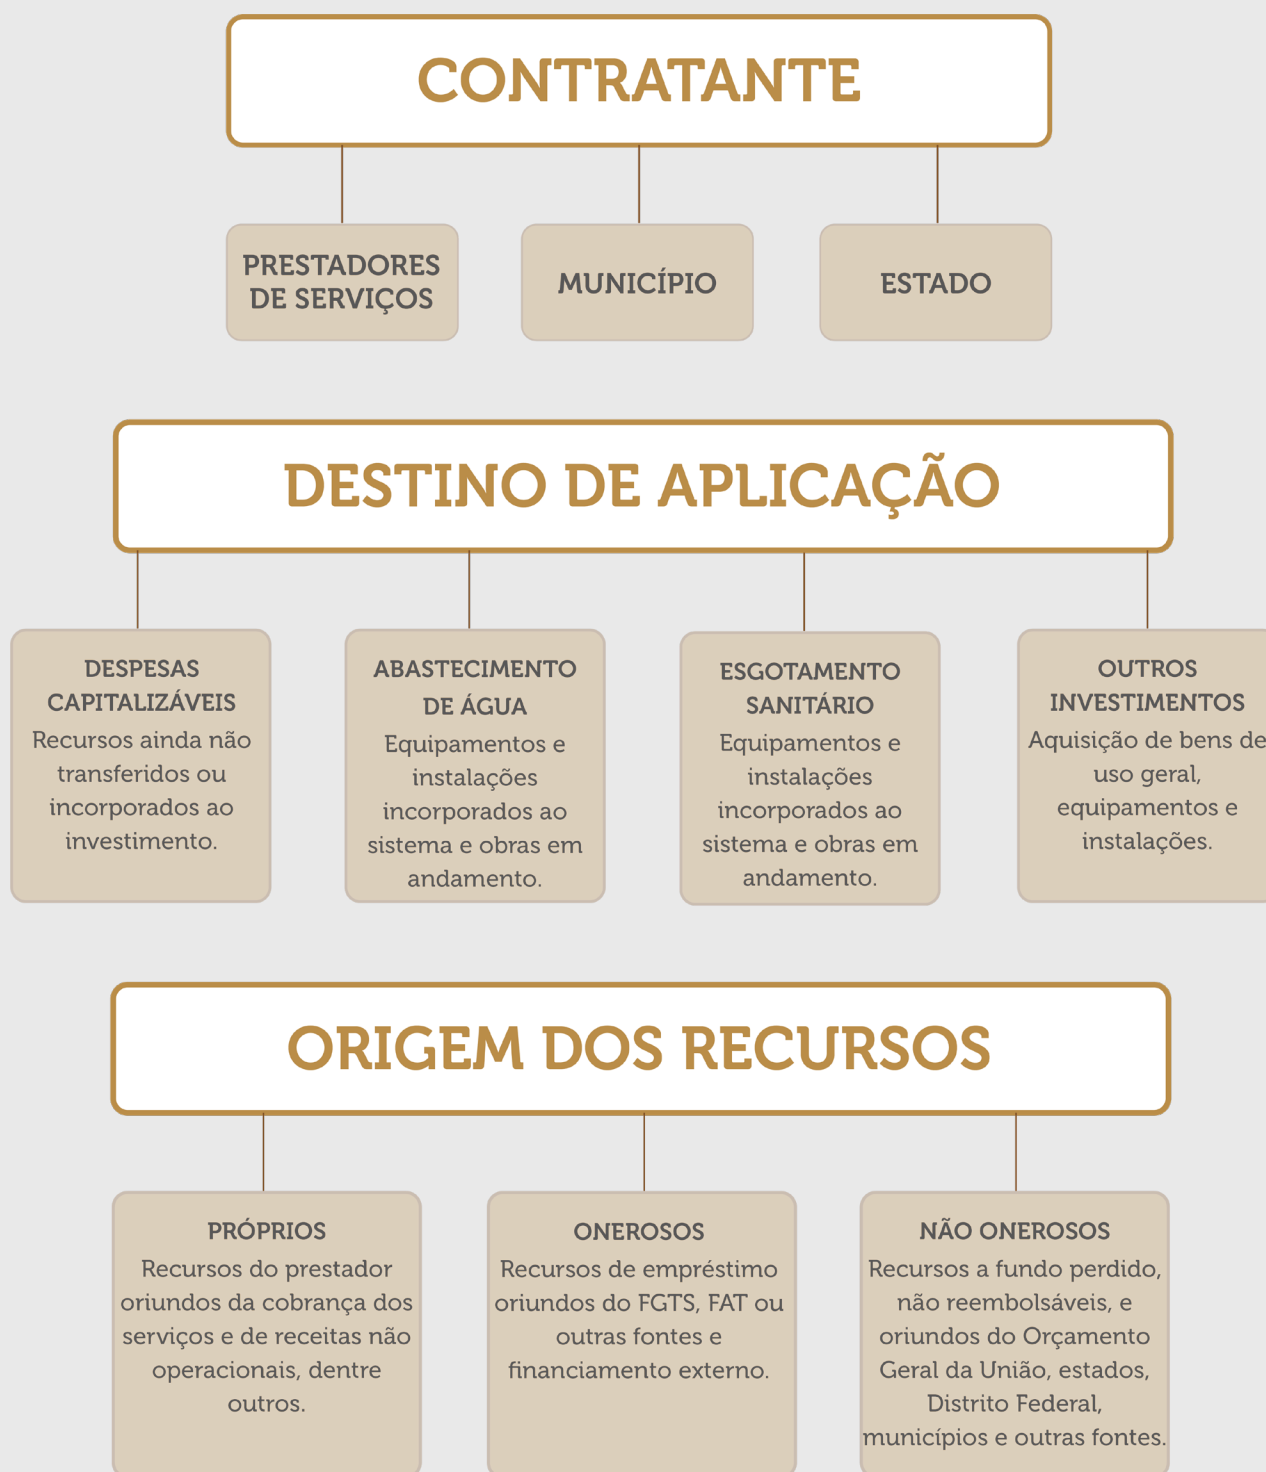 CONTRATANTE
PRESTADORES
DE SERVIÇOS
MUNICÍPIO
ESTADO
DESTINO DE APLICAÇÃO
DESPESAS
CAPITALIZÁVEIS
Recursos ainda não
transferidos ou
incorporados ao
investimento.
ABASTECIMENTO
DE ÁGUA
Equipamentos e
instalações
incorporados ao
sistema e obras em
andamento.
ESGOTAMENTO
SANITÁRIO
Equipamentos e
instalações
incorporados ao
sistema e obras em
andamento.
OUTROS
INVESTIMENTOS
Aquisição de bens de
uso geral,
equipamentos e
instalações.
ORIGEM DOS RECURSOS
PRÓPRIOS
Recursos do prestador
oriundos da cobrança dos
serviços e de receitas não
operacionais, dentre
outros.
ONEROSOS
Recursos de empréstimo
oriundos do FGTS, FAT ou
outras fontes e
financiamento externo.
NÃO ONEROSOS
Recursos a fundo perdido,
não reembolsáveis, e
oriundos do Orçamento
Geral da União, estados,
Distrito Federal,
municípios e outras fontes.